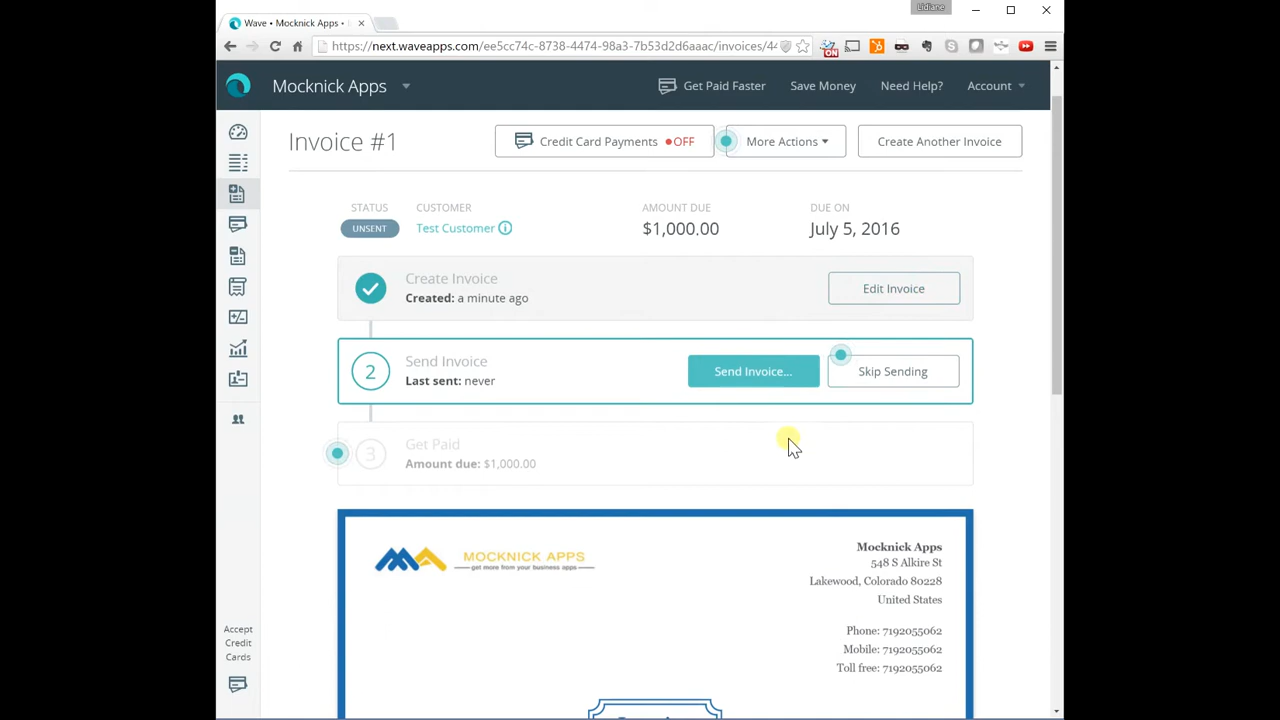 Lidiane
Wave • Mocknick Apps •
https://next.waveapps.com/ee5cc74c-8738-4474-98a3-7b53d2d6aaac/invoices/44
ON
Mocknick Apps
Get Paid Faster
Save Money
Need Help?
Account
Invoice #1
Credit Card Payments • OFF
More Actions
Create Another Invoice
STATUS
CUSTOMER
AMOUNT DUE
DUE ON
UNSENT
Test Customer
$1,000.00
July 5, 2016
Create Invoice
Created: a minute ago
Edit Invoice
2
Send Invoice
Last sent: never
Send Invoice...
Skip Sending
3
Get Paid
Amount due: $1,000.00
MOCKNICK APPS
get more from your business apps
Mocknick Apps
548 S Alkire St
Lakewood, Colorado 80228
United States
Phone: 7192055062
Mobile: 7192055062
Toll free: 7192055062
Accept
Credit
Cards